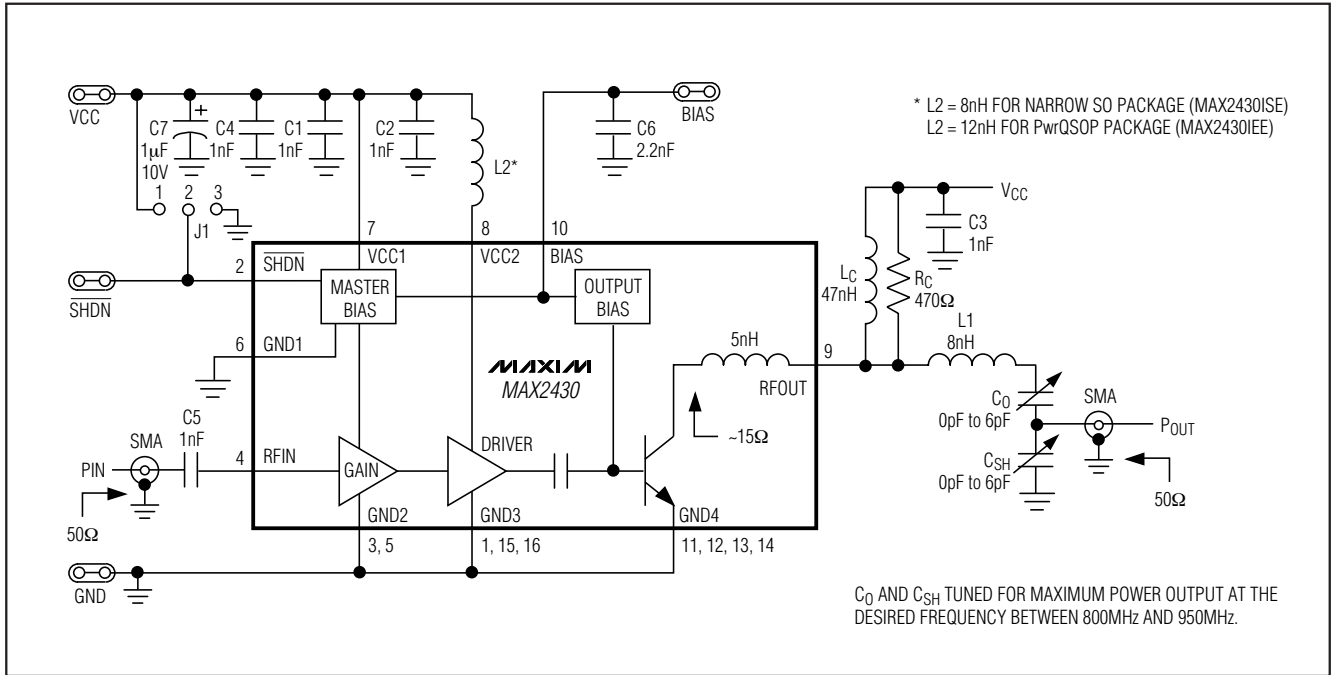 VCC
C7
1µF
10V
+
C4
1nF
C1
1nF
C2
1nF
L2*
C6
2.2nF
BIAS
* L2 = 8nH FOR NARROW SO PACKAGE (MAX2430ISE)
L2 = 12nH FOR PwrQSOP PACKAGE (MAX2430IEE)
1
2
3
J1
SHDN
2
SHDN
7
VCC1
8
VCC2
10
BIAS
MASTER
BIAS
OUTPUT
BIAS
6
GND1
MAXIM
MAX2430
5nH
9
RFOUT
~15Ω
VCC
C3
1nF
LC
47nH
RC
470Ω
L1
8nH
CO
0pF to 6pF
SMA
POUT
CSH
0pF to 6pF
50Ω
C5
1nF
SMA
PIN
50Ω
4
RFIN
GAIN
DRIVER
GND2
GND3
GND4
3, 5
1, 15, 16
11, 12, 13, 14
GND
CO AND CSH TUNED FOR MAXIMUM POWER OUTPUT AT THE
DESIRED FREQUENCY BETWEEN 800MHz AND 950MHz.